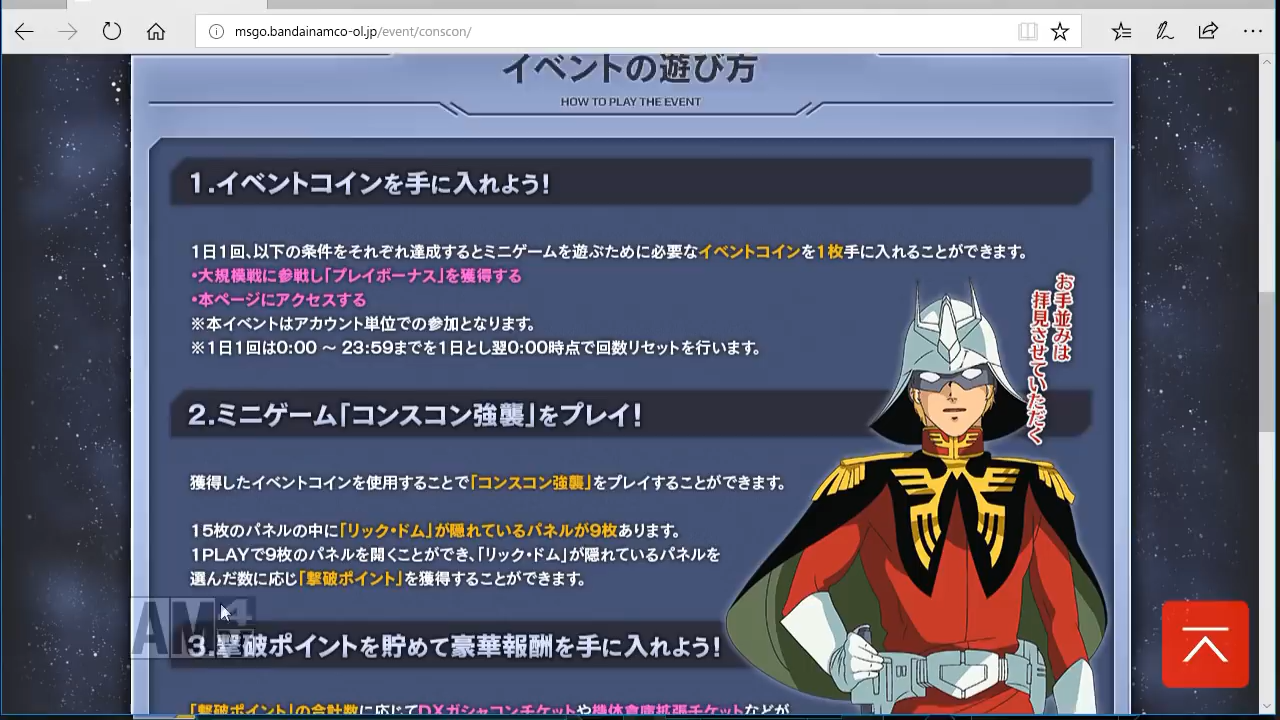 msgo.bandainamco-ol.jp/event/conscon/
イベントの遊び方
HOW TO PLAY THE EVENT
1.イベントコインを手に入れよう!
1日1回、以下の条件をそれぞれ達成するとミニゲームを遊ぶために必要なイベントコインを1枚手に入れることができます。
・大規模戦に参戦し「プレイボーナス」を獲得する
・本ページにアクセスする
※本イベントはアカウント単位での参加となります。
※1日1回は0:00 ～ 23:59までを1日とし翌0:00時点で回数リセットを行います。
お手並みは
拝見させていただく
2.ミニゲーム「コンスコン強襲」をプレイ!
獲得したイベントコインを使用することで「コンスコン強襲」をプレイすることができます。
15枚のパネルの中に「リック・ドム」が隠れているパネルが9枚あります。
1PLAYで9枚のパネルを開くことができ、「リック・ドム」が隠れているパネルを
選んだ数に応じ「撃破ポイント」を獲得することができます。
AM4
3.撃破ポイントを貯めて豪華報酬を手に入れよう!
「撃破ポイント」の合計数に応じてDXガシャコンチケットや機体倉庫拡張チケットなどが